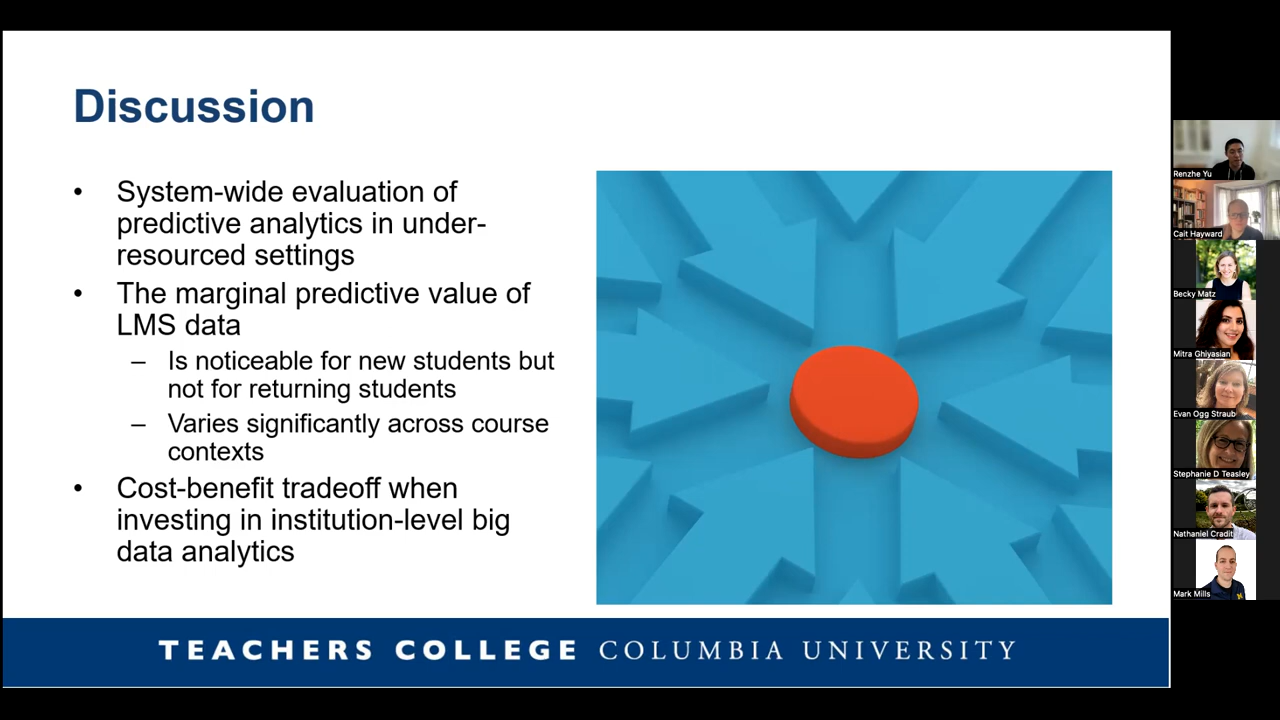 Discussion
• System-wide evaluation of
predictive analytics in under-
resourced settings
• The marginal predictive value of
LMS data
– Is noticeable for new students but
not for returning students
– Varies significantly across course
contexts
• Cost-benefit tradeoff when
investing in institution-level big
data analytics
TEACHERS COLLEGE COLUMBIA UNIVERSITY
Renzhe Yu
Cait Hayward
Becky Matz
Mitra Ghiyasian
Evan Ogg Straub
Stephanie D Teasley
Nathaniel Cradit
Mark Mills